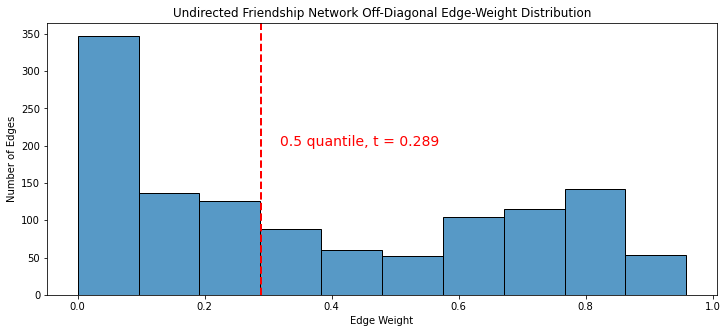 Undirected Friendship Network Off-Diagonal Edge-Weight Distribution
350
300
250
200
150
100
50
0
Number of Edges
0.5 quantile, t = 0.289
0.0 0.2 0.4 0.6 0.8 1.0
Edge Weight